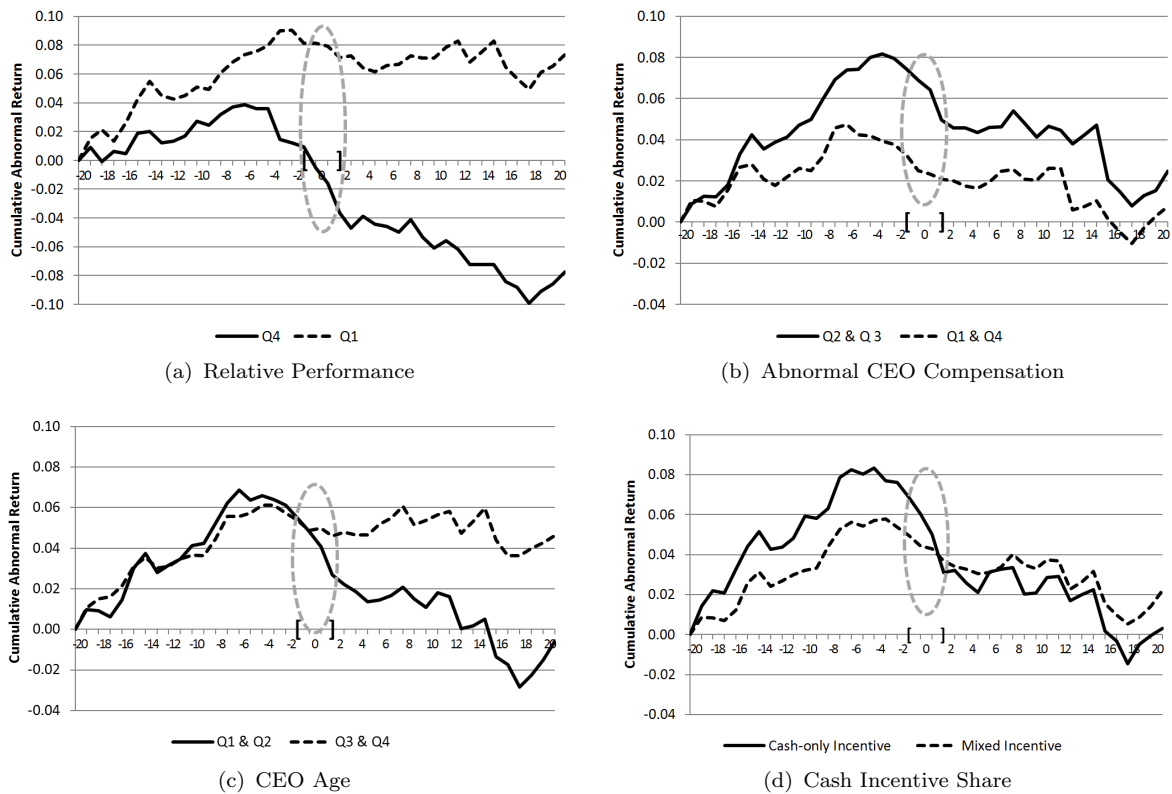 0.10
0.08
0.06
0.04
0.02
0.00
-0.02
-0.04
-0.06
-0.08
-0.10
Cumulative Abnormal Return
-20 -18 -16 -14 -12 -10 -8 -6 -4 -2 0 2 4 6 8 10 12 14 16 18 20
[ ]
Q4 Q1
(a) Relative Performance
0.10
0.08
0.06
0.04
0.02
0.00
-0.02
-0.04
Cumulative Abnormal Return
-20 -18 -16 -14 -12 -10 -8 -6 -4 -2 0 2 4 6 8 10 12 14 16 18 20
[ ]
Q2 & Q 3 Q1 & Q4
(b) Abnormal CEO Compensation
0.10
0.08
0.06
0.04
0.02
0.00
-0.02
-0.04
Cumulative Abnormal Return
-20 -18 -16 -14 -12 -10 -8 -6 -4 -2 0 2 4 6 8 10 12 14 16 18 20
[ ]
Q1 & Q2 Q3 & Q4
(c) CEO Age
0.10
0.08
0.06
0.04
0.02
0.00
-0.02
-0.04
Cumulative Abnormal Return
-20 -18 -16 -14 -12 -10 -8 -6 -4 -2 0 2 4 6 8 10 12 14 16 18 20
[ ]
Cash-only Incentive Mixed Incentive
(d) Cash Incentive Share